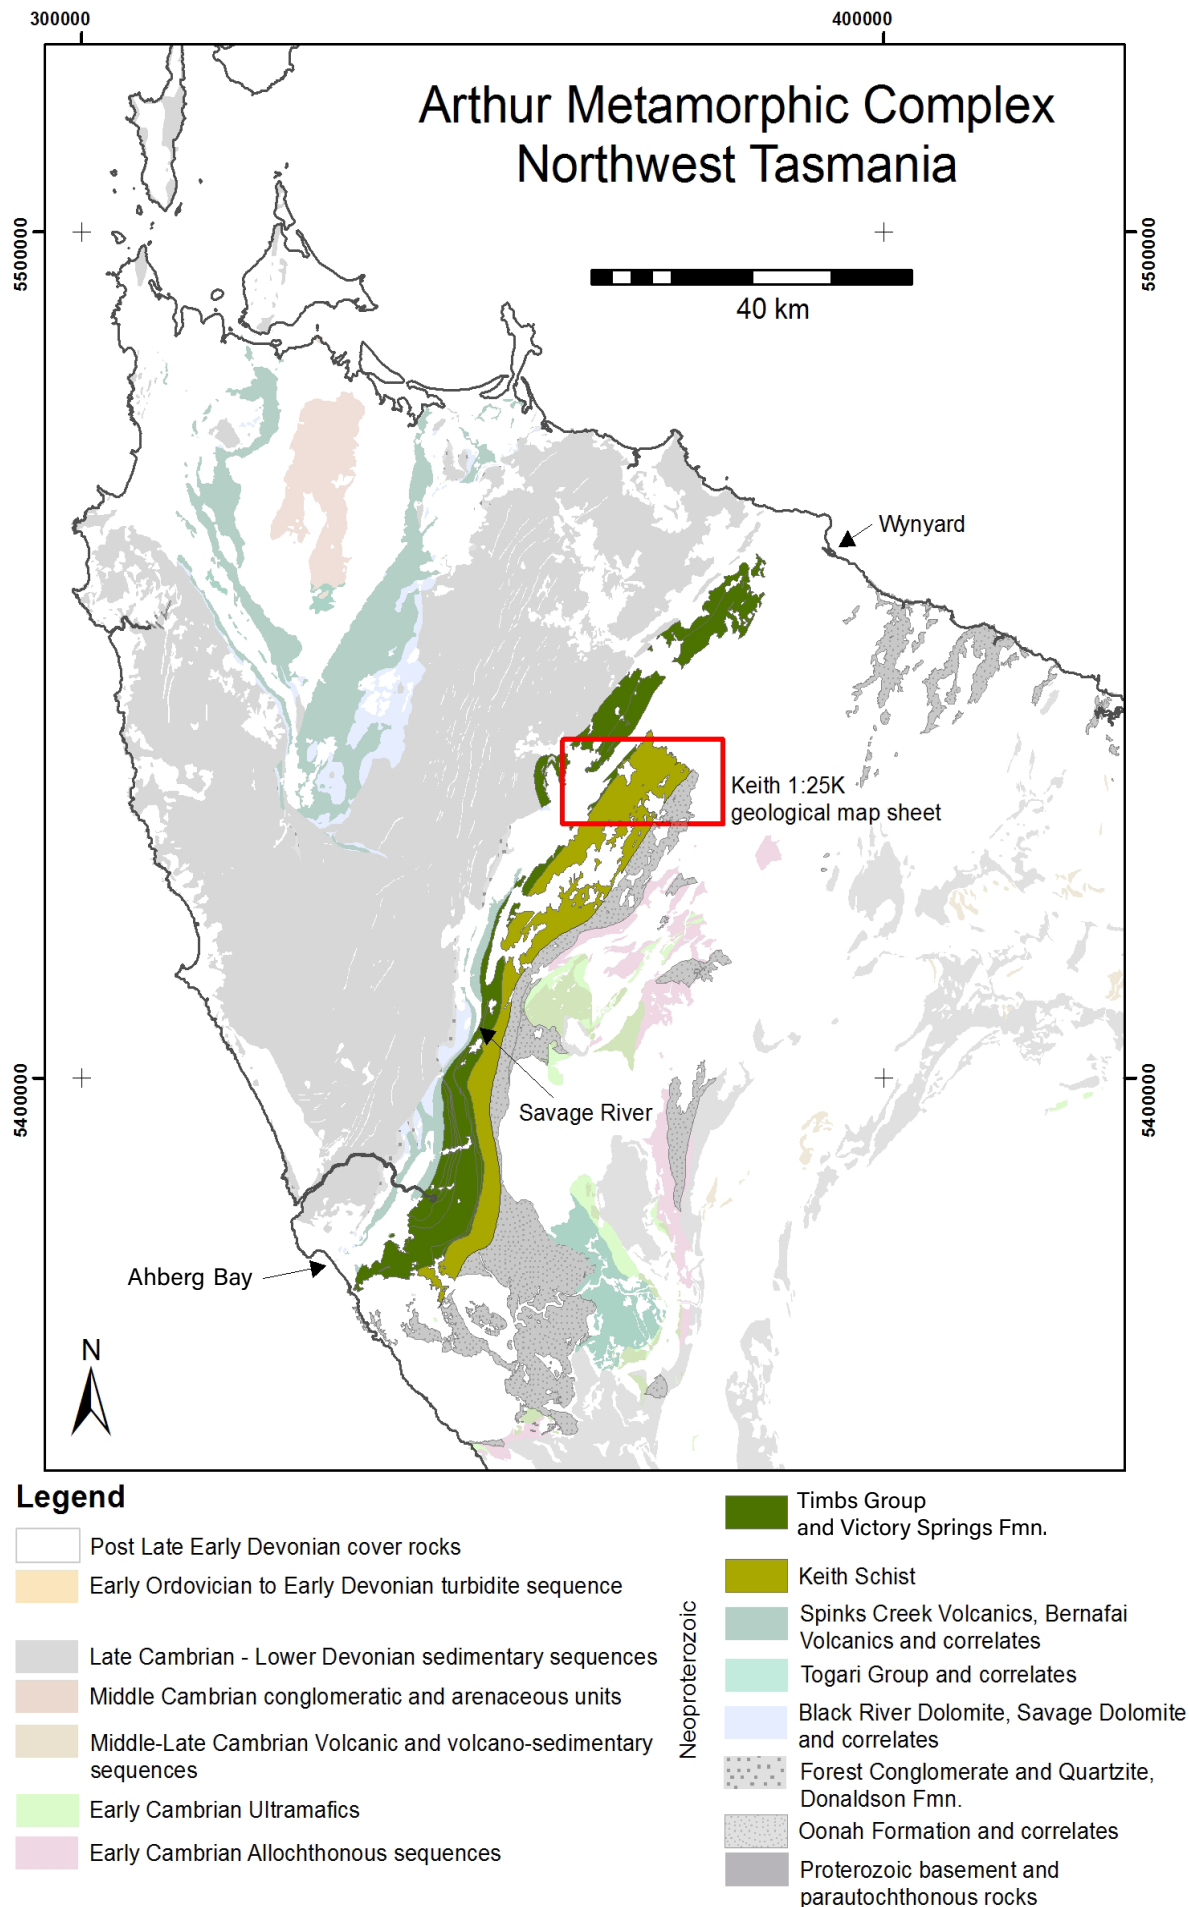 300000
400000
Arthur Metamorphic Complex
Northwest Tasmania
5500000
5500000
40 km
Wynyard
Keith 1:25K
geological map sheet
5400000
5400000
Savage River
Ahberg Bay
N
Legend
Post Late Early Devonian cover rocks
Early Ordovician to Early Devonian turbidite sequence
Late Cambrian - Lower Devonian sedimentary sequences
Middle Cambrian conglomeratic and arenaceous units
Middle-Late Cambrian Volcanic and volcano-sedimentary
sequences
Early Cambrian Ultramafics
Early Cambrian Allochthonous sequences
Neoproterozoic
Timbs Group
and Victory Springs Fmn.
Keith Schist
Spinks Creek Volcanics, Bernafai
Volcanics and correlates
Togari Group and correlates
Black River Dolomite, Savage Dolomite
and correlates
Forest Conglomerate and Quartzite,
Donaldson Fmn.
Oonah Formation and correlates
Proterozoic basement and
parautochthonous rocks